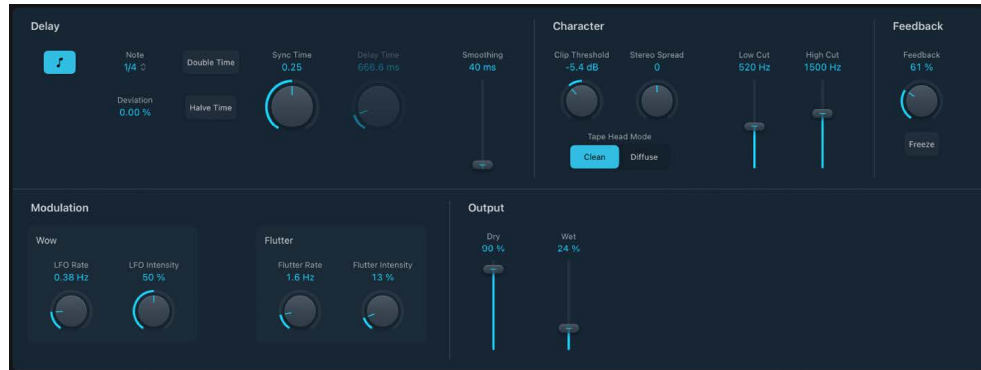 Delay
Character
Feedback
Note
1/4
Double Time
Sync Time
0.25
Delay Time
666.6 ms
Smoothing
40 ms
Clip Threshold
-5.4 dB
Stereo Spread
0
Low Cut
520 Hz
High Cut
1500 Hz
Feedback
61 %
Deviation
0.00 %
Halve Time
Tape Head Mode
Clean
Diffuse
Freeze
Modulation
Output
Wow
Flutter
Dry
90 %
Wet
24 %
LFO Rate
0.38 Hz
LFO Intensity
50 %
Flutter Rate
1.6 Hz
Flutter Intensity
13 %